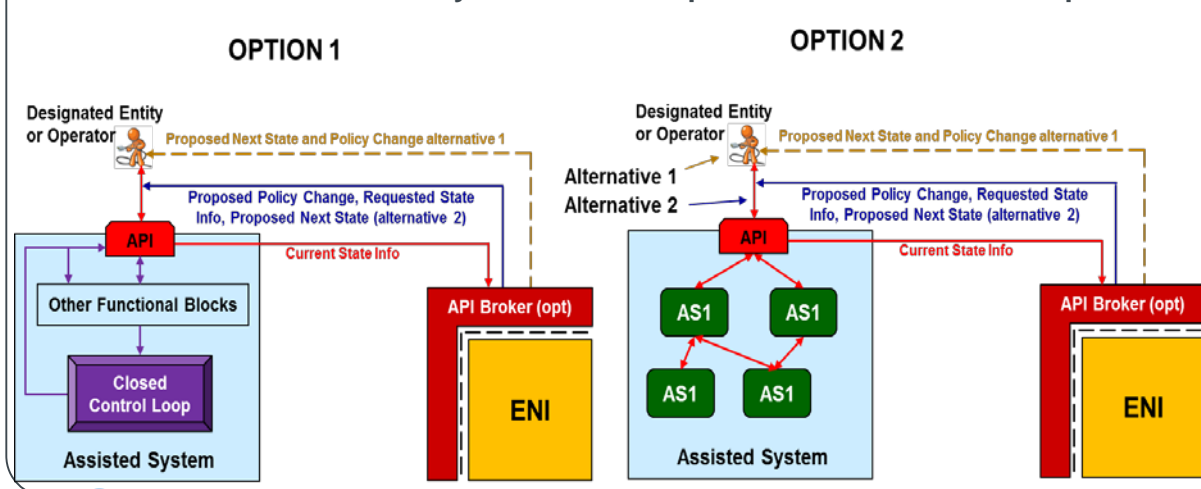 OPTION 1
Designated Entity
or Operator
Proposed Next State and Policy Change alternative 1
Proposed Policy Change, Requested State
Info, Proposed Next State (alternative 2)
API
Current State Info
Other Functional Blocks
API Broker (opt)
Closed
Control Loop
ENI
Assisted System
OPTION 2
Designated Entity
or Operator
Proposed Next State and Policy Change alternative 1
Alternative 1
Alternative 2
Proposed Policy Change, Requested State
Info, Proposed Next State (alternative 2)
API
Current State Info
API Broker (opt)
AS1
AS1
AS1
AS1
ENI
Assisted System